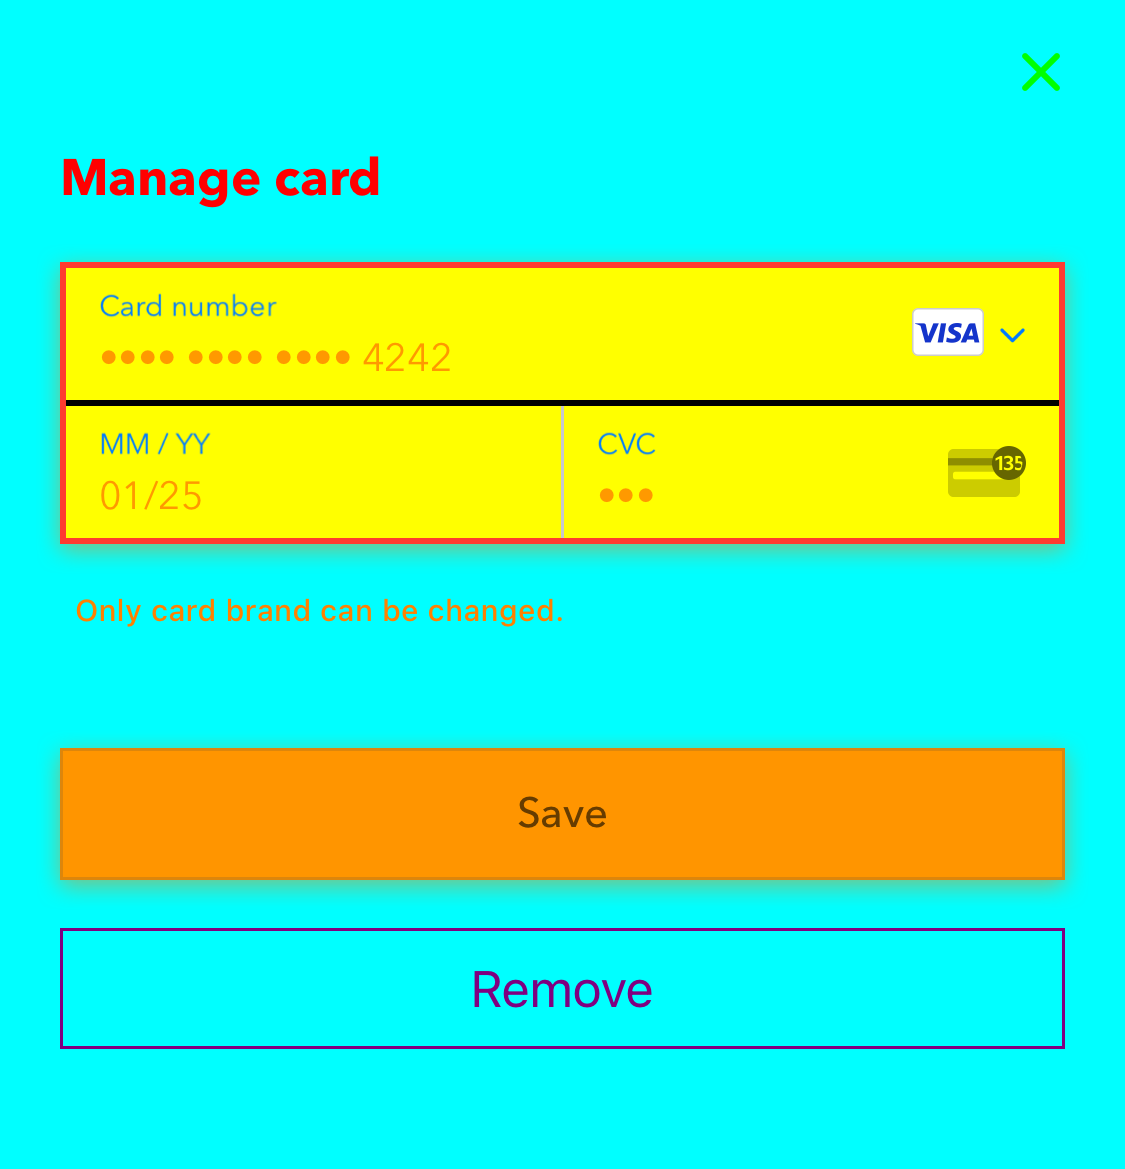 Manage card
Card number
•••• •••• •••• 4242
VISA
MM / YY
CVC
01/25
•••
135
Only card brand can be changed.
Save
Remove